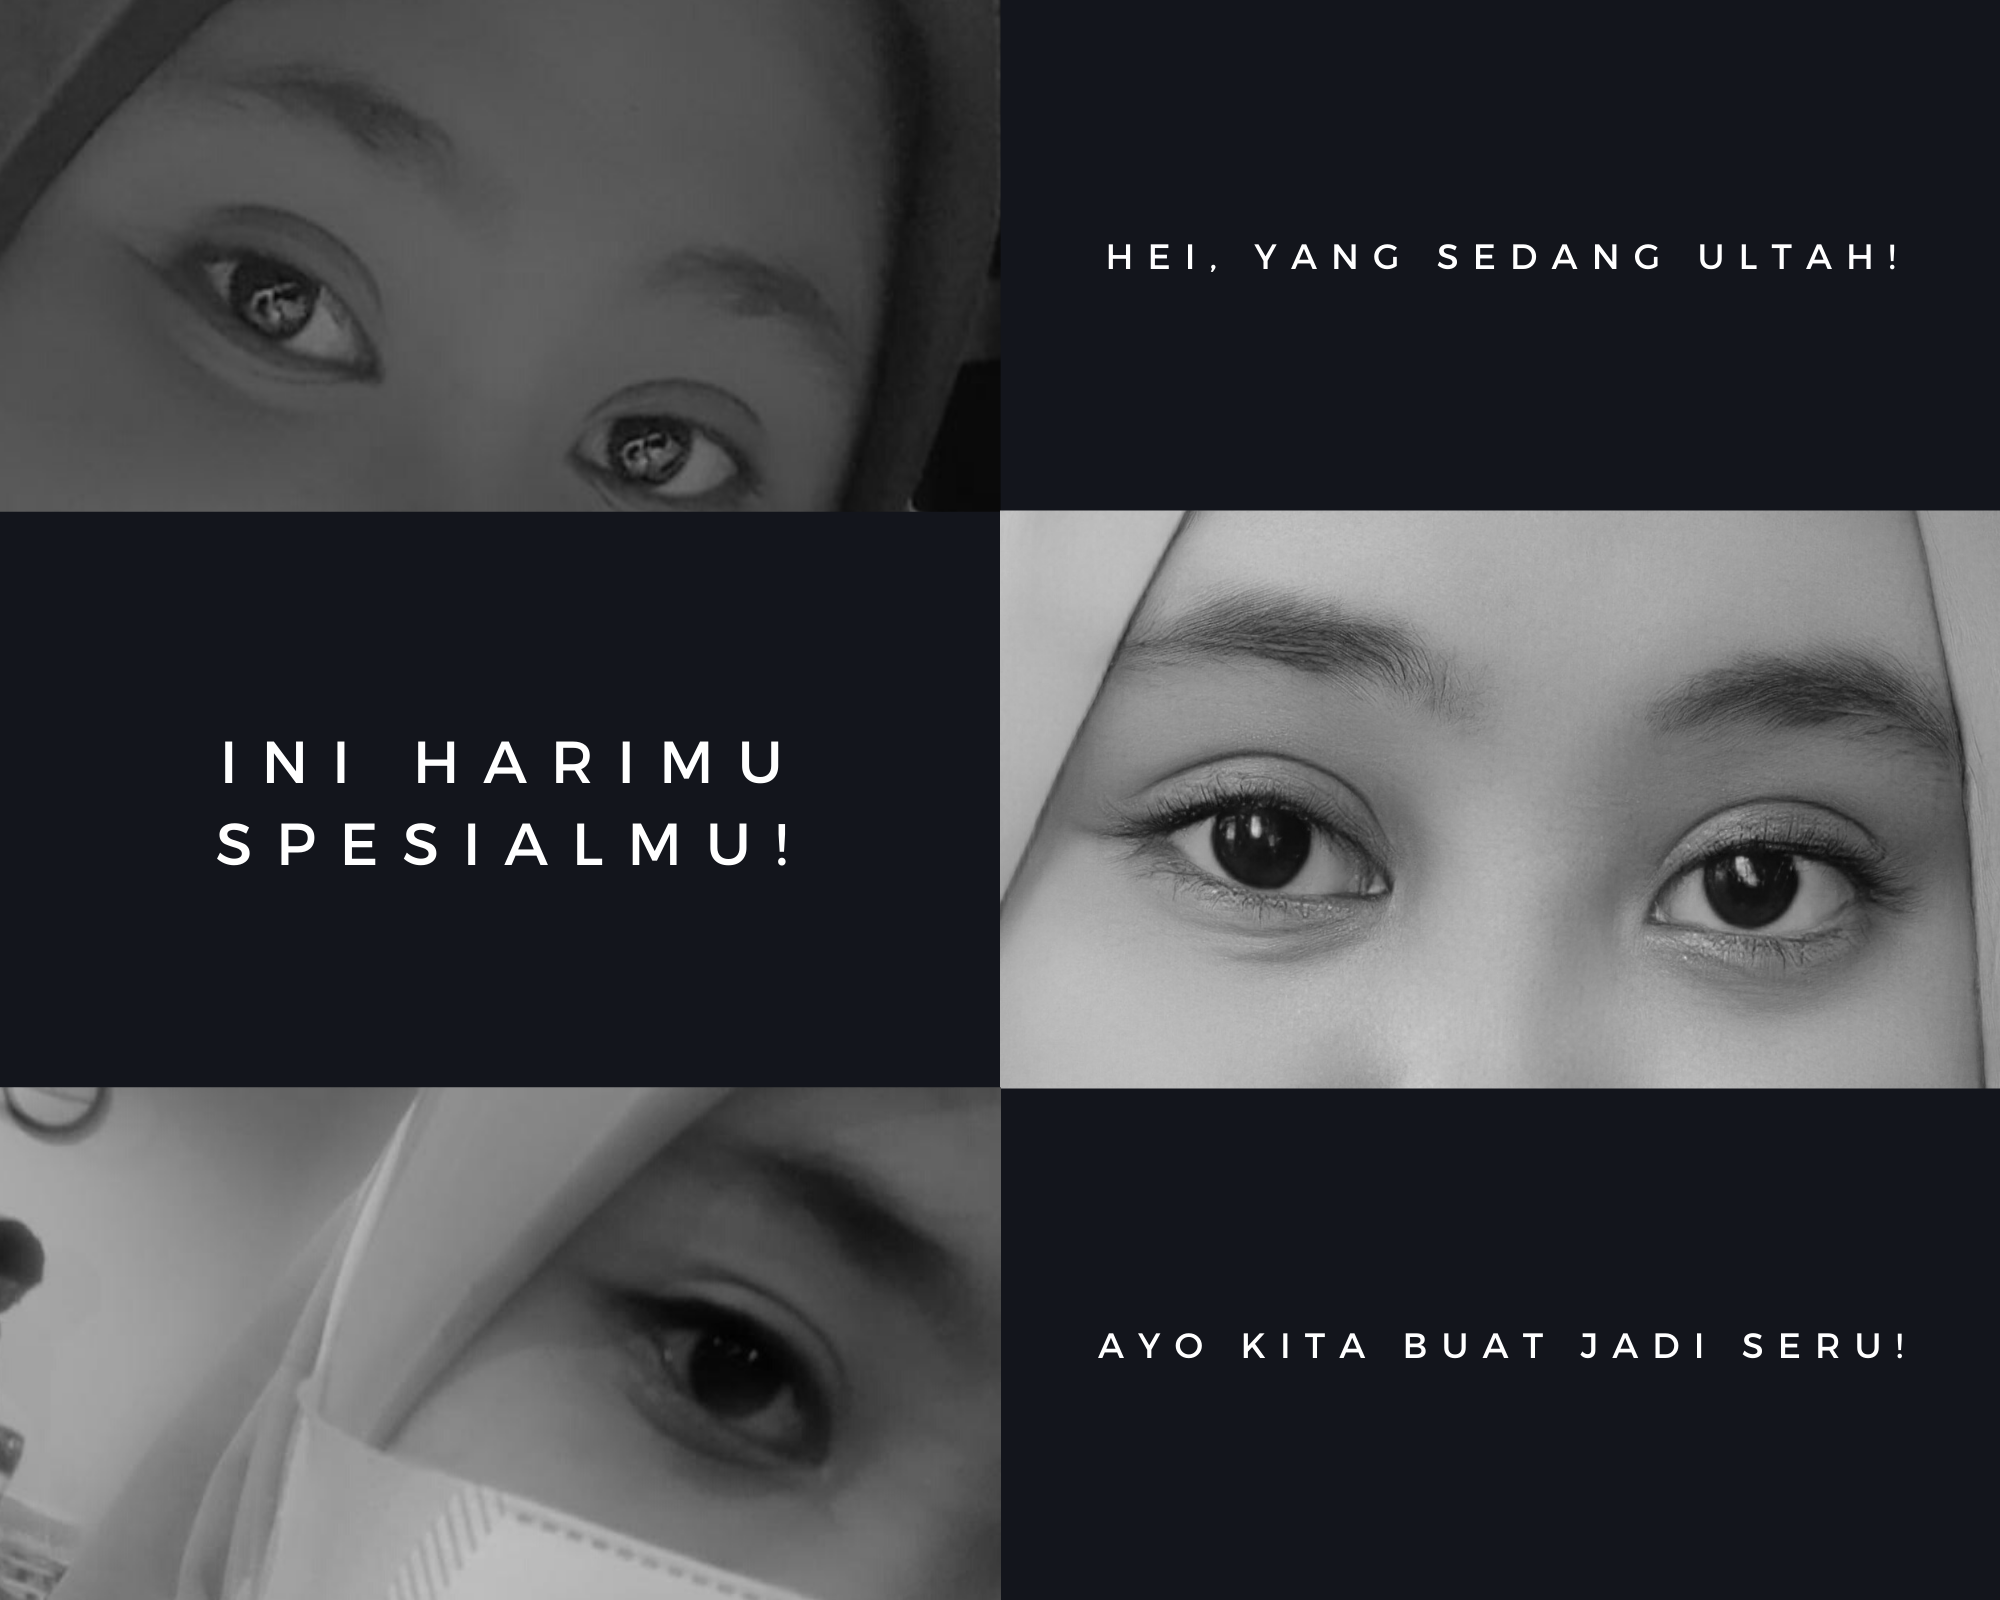 HEI, YANG SEDANG ULTAH!
INI HARIMU
SPESIALMU!
AYO KITA BUAT JADI SERU!